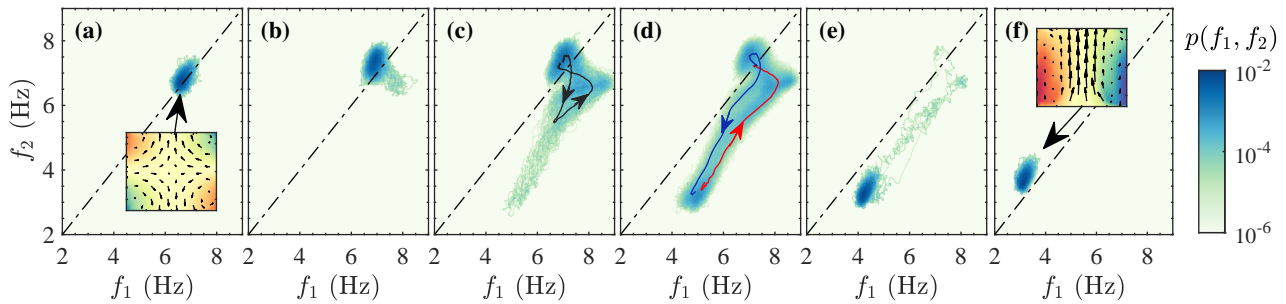 (a) (b) (c) (d) (e) (f) p(f₁, f₂)
8
6
4
2
f₂ (Hz)
10⁻²
10⁻⁴
10⁻⁶
2 4 6 8 2 4 6 8 2 4 6 8 2 4 6 8 2 4 6 8 2 4 6 8
f₁ (Hz) f₁ (Hz) f₁ (Hz) f₁ (Hz) f₁ (Hz) f₁ (Hz)